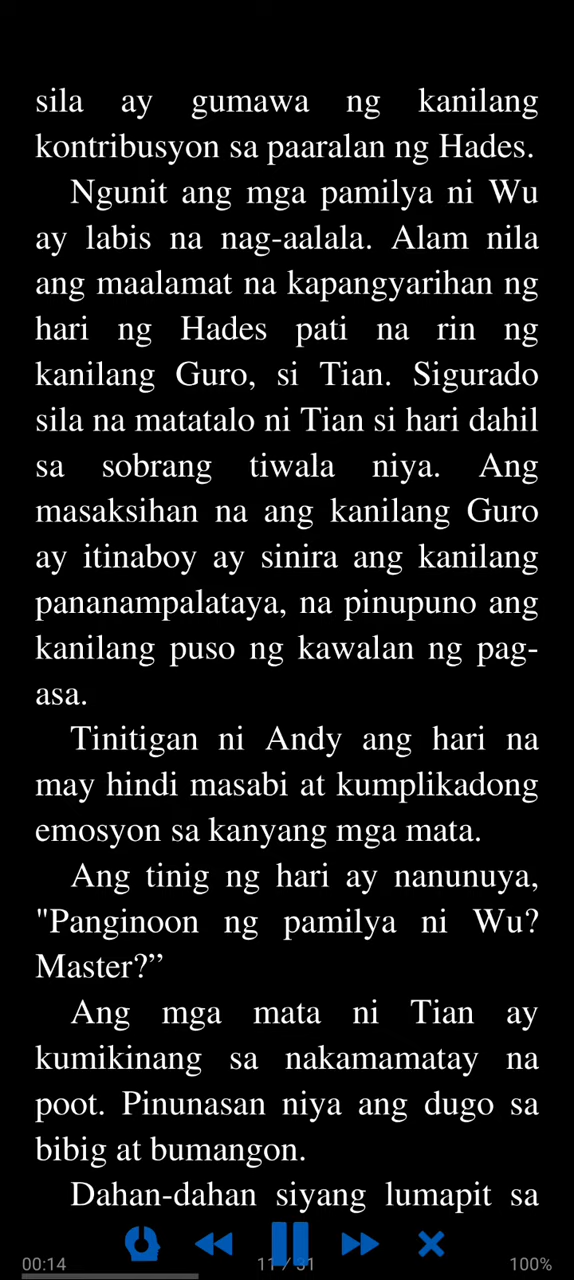 sila ay gumawa ng kanilang
kontribusyon sa paaralan ng Hades.
Ngunit ang mga pamilya ni Wu
ay labis na nag-aalala. Alam nila
ang maalamat na kapangyarihan ng
hari ng Hades pati na rin ng
kanilang Guro, si Tian. Sigurado
sila na matatalo ni Tian si hari dahil
sa sobrang tiwala niya. Ang
masaksihan na ang kanilang Guro
ay itinaboy ay sinira ang kanilang
pananampalataya, na pinupuno ang
kanilang puso ng kawalan ng pag-
asa.
Tinitigan ni Andy ang hari na
may hindi masabi at kumplikadong
emosyon sa kanyang mga mata.
Ang tinig ng hari ay nanunuya,
"Panginoon ng pamilya ni Wu?
Master?”
Ang mga mata ni Tian ay
kumikinang sa nakamamatay na
poot. Pinunasan niya ang dugo sa
bibig at bumangon.
Dahan-dahan siyang lumapit sa
00:14 11 / 31 100%